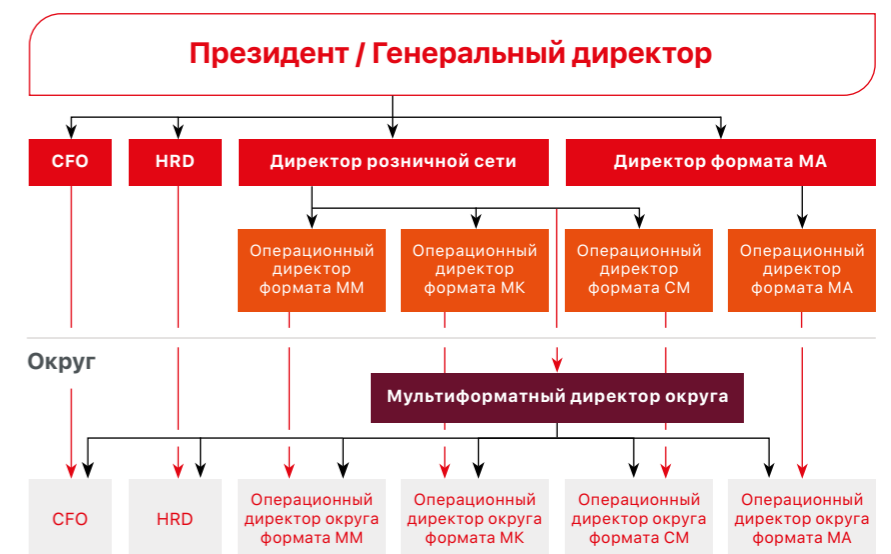 Президент / Генеральный директор
CFO
HRD
Директор розничной сети
Директор формата МА
Операционный
директор
формата ММ
Операционный
директор
формата МК
Операционный
директор
формата СМ
Операционный
директор
формата МА
Округ
Мультиформатный директор округа
CFO
HRD
Операционный
директор округа
формата ММ
Операционный
директор округа
формата МК
Операционный
директор округа
формата СМ
Операционный
директор округа
формата МА